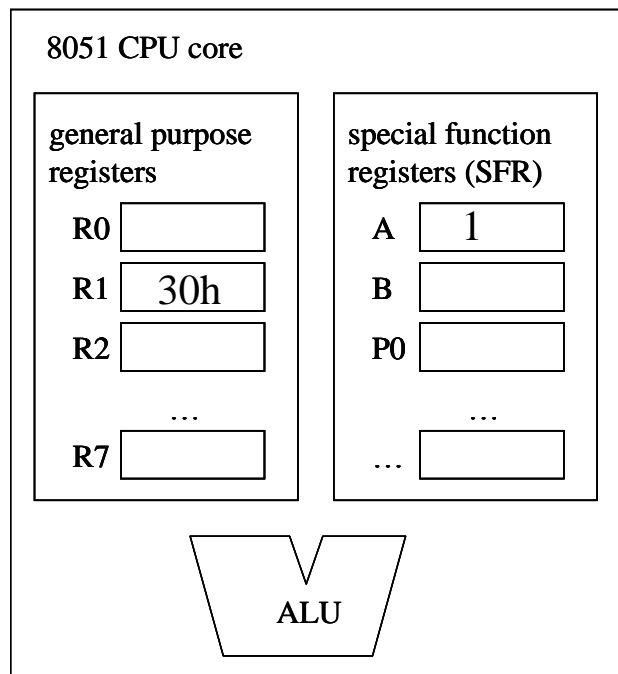 8051 CPU core
general purpose
registers
R0
R1 30h
R2
...
R7
special function
registers (SFR)
A 1
B
P0
...
...
ALU